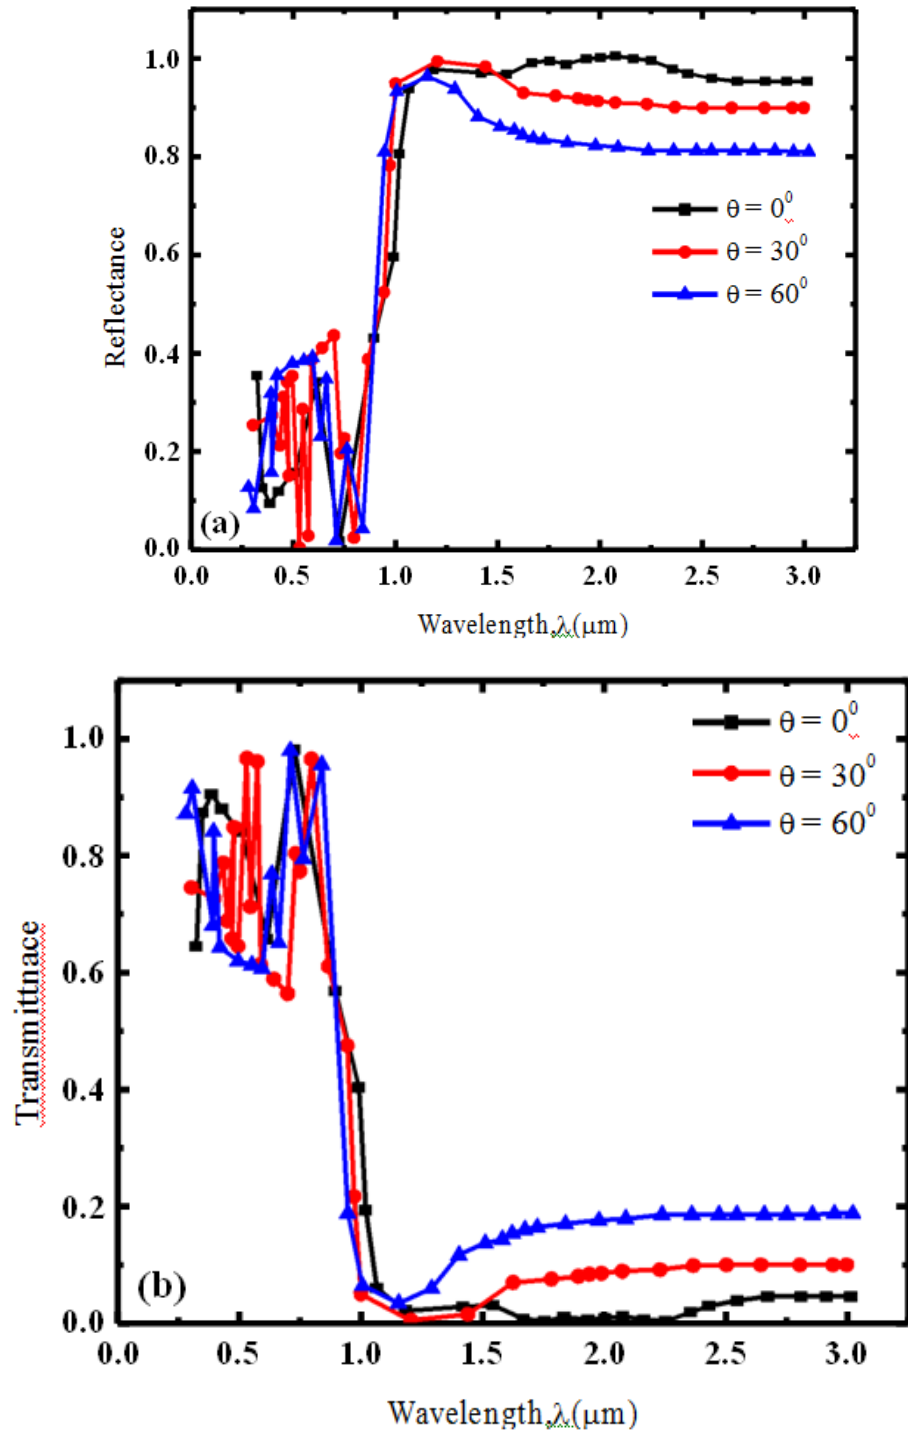 1.0
0.8
0.6
0.4
0.2
0.0
Reflectance
θ = 0⁰
θ = 30⁰
θ = 60⁰
(a)
0.0 0.5 1.0 1.5 2.0 2.5 3.0
Wavelength,λ(μm)
1.0
0.8
0.6
0.4
0.2
0.0
Transmittnace
θ = 0⁰
θ = 30⁰
θ = 60⁰
(b)
0.0 0.5 1.0 1.5 2.0 2.5 3.0
Wavelength,λ(μm)